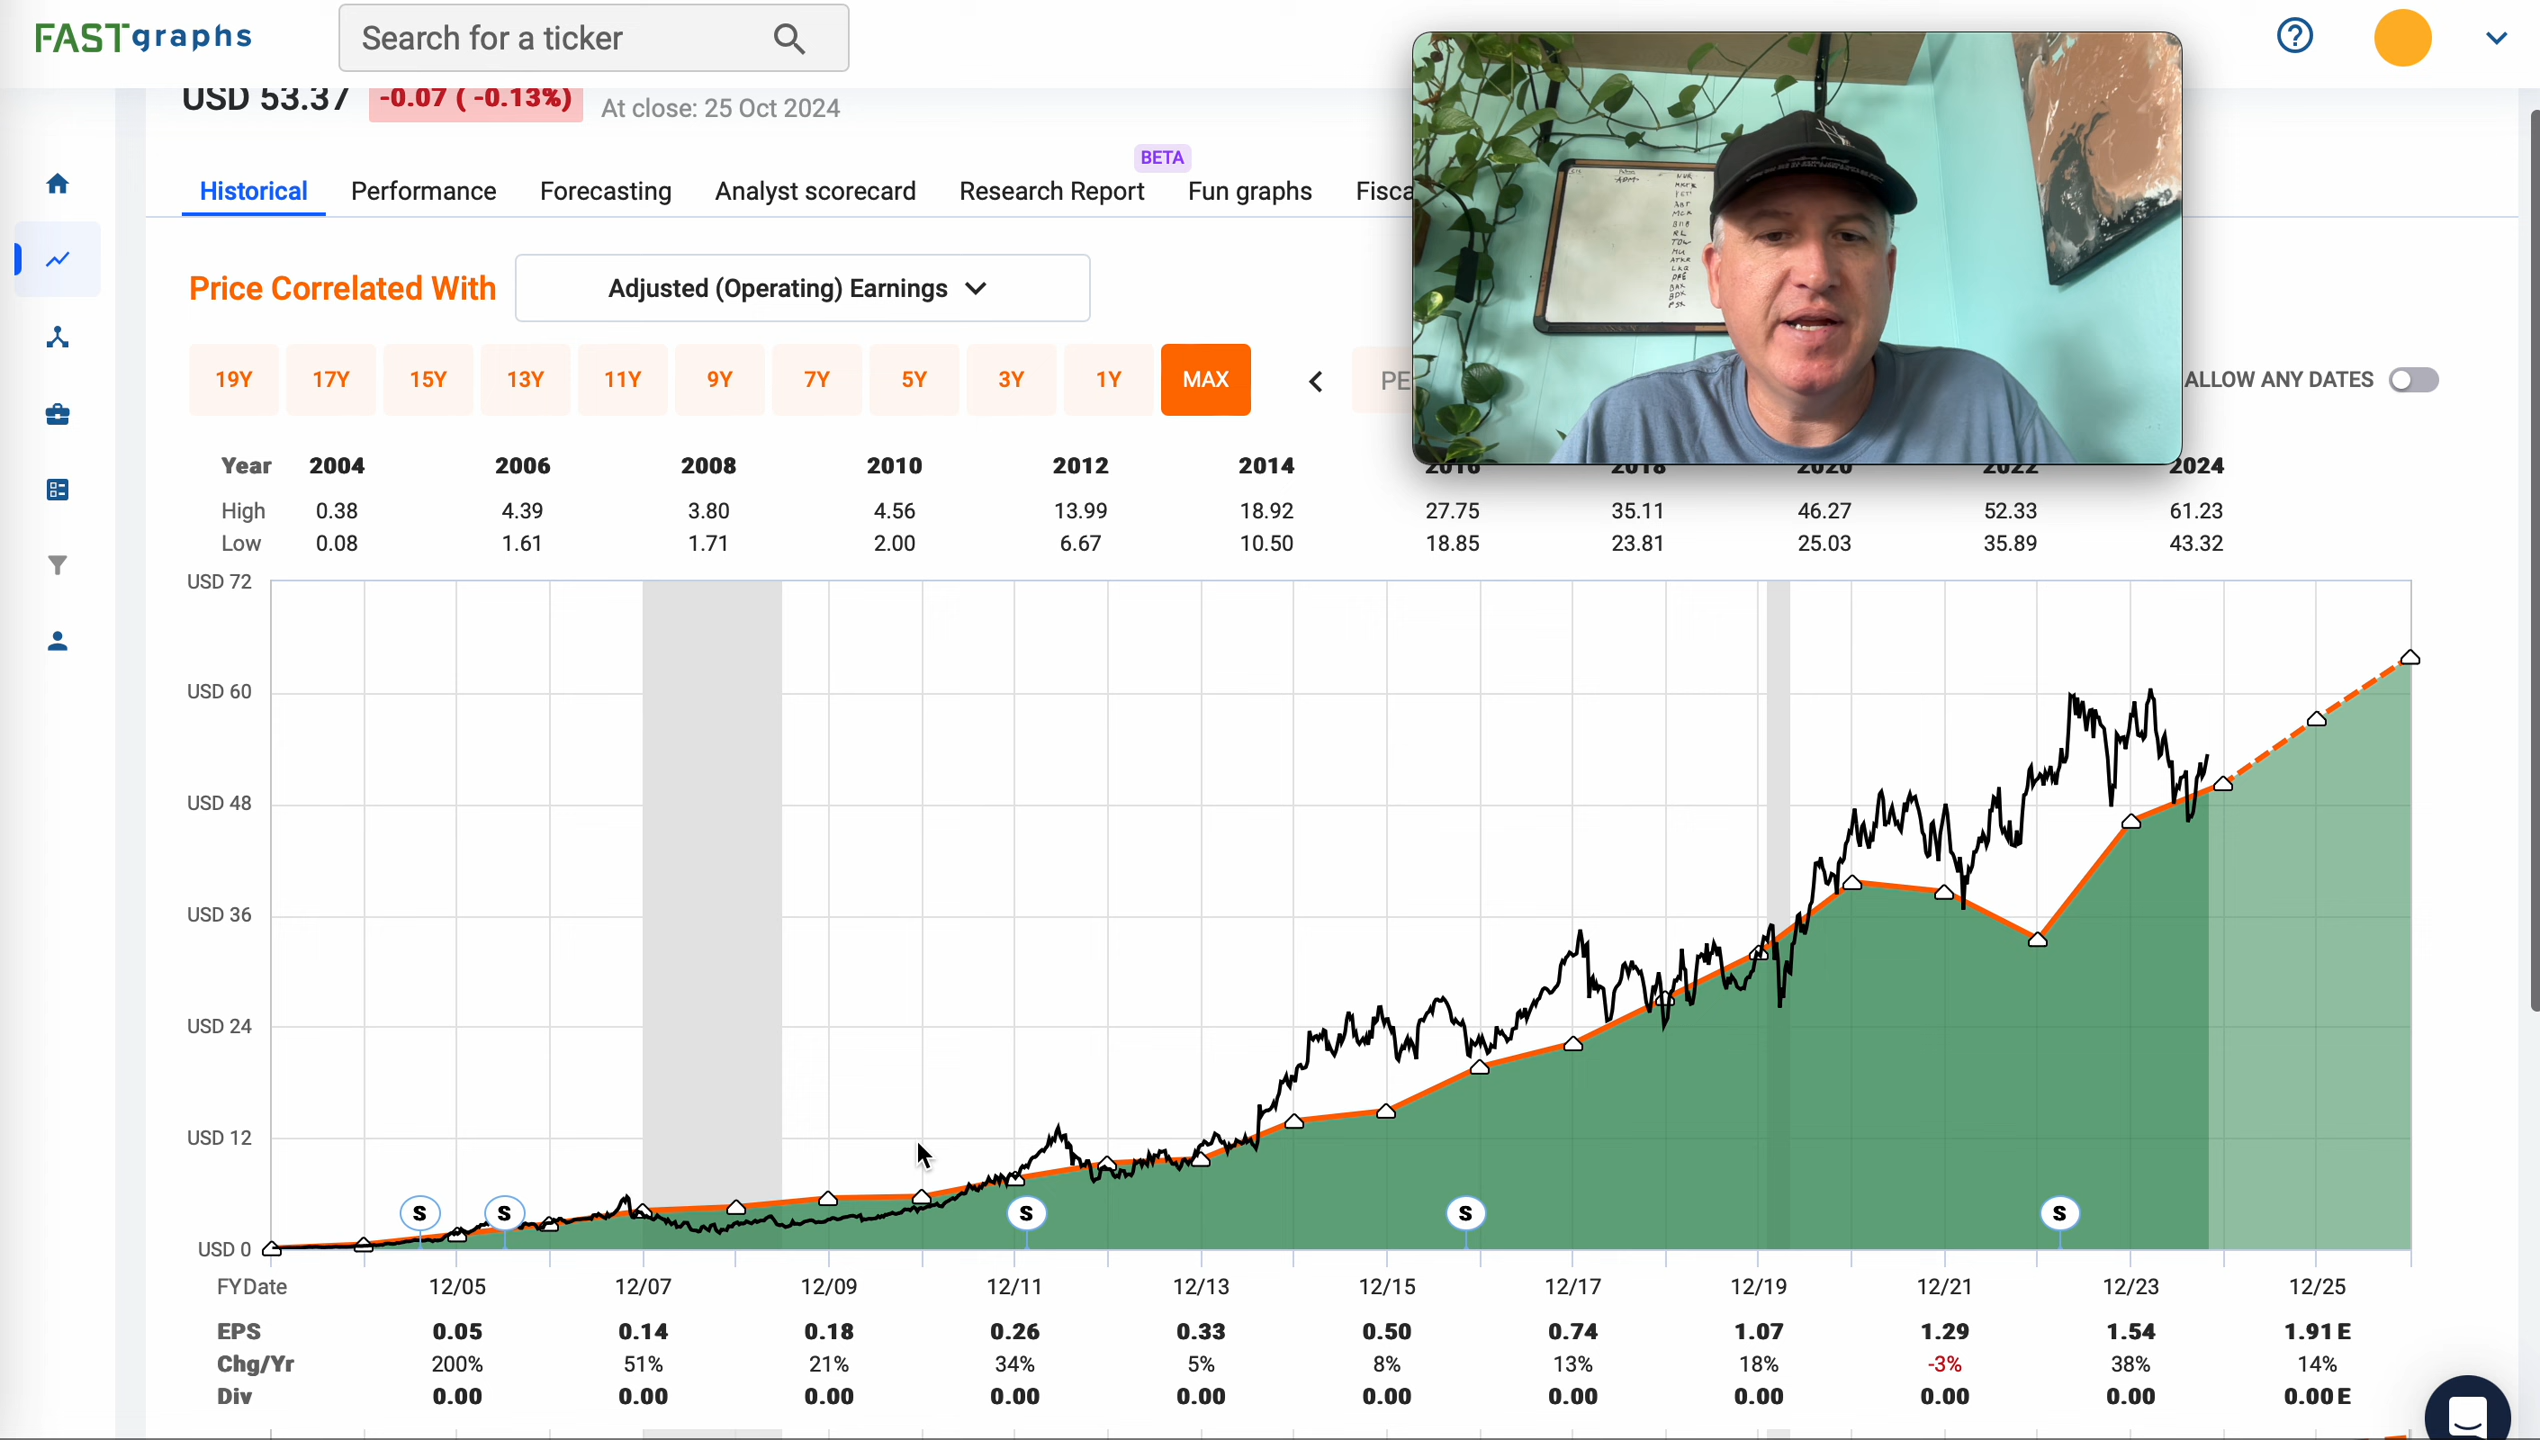 FASTgraphs
Search for a ticker
USD 53.37 -0.07 ( -0.13%) At close: 25 Oct 2024
BETA
Historical Performance Forecasting Analyst scorecard Research Report Fun graphs Fisca
Price Correlated With Adjusted (Operating) Earnings
19Y 17Y 15Y 13Y 11Y 9Y 7Y 5Y 3Y 1Y MAX PE ALLOW ANY DATES
Year 2004 2006 2008 2010 2012 2014 2016 2018 2020 2022 2024
High 0.38 4.39 3.80 4.56 13.99 18.92 27.75 35.11 46.27 52.33 61.23
Low 0.08 1.61 1.71 2.00 6.67 10.50 18.85 23.81 25.03 35.89 43.32
USD 72
USD 60
USD 48
USD 36
USD 24
USD 12
USD 0
S S S S S
FYDate 12/05 12/07 12/09 12/11 12/13 12/15 12/17 12/19 12/21 12/23 12/25
EPS 0.05 0.14 0.18 0.26 0.33 0.50 0.74 1.07 1.29 1.54 1.91E
Chg/Yr 200% 51% 21% 34% 5% 8% 13% 18% -3% 38% 14%
Div 0.00 0.00 0.00 0.00 0.00 0.00 0.00 0.00 0.00 0.00 0.00E